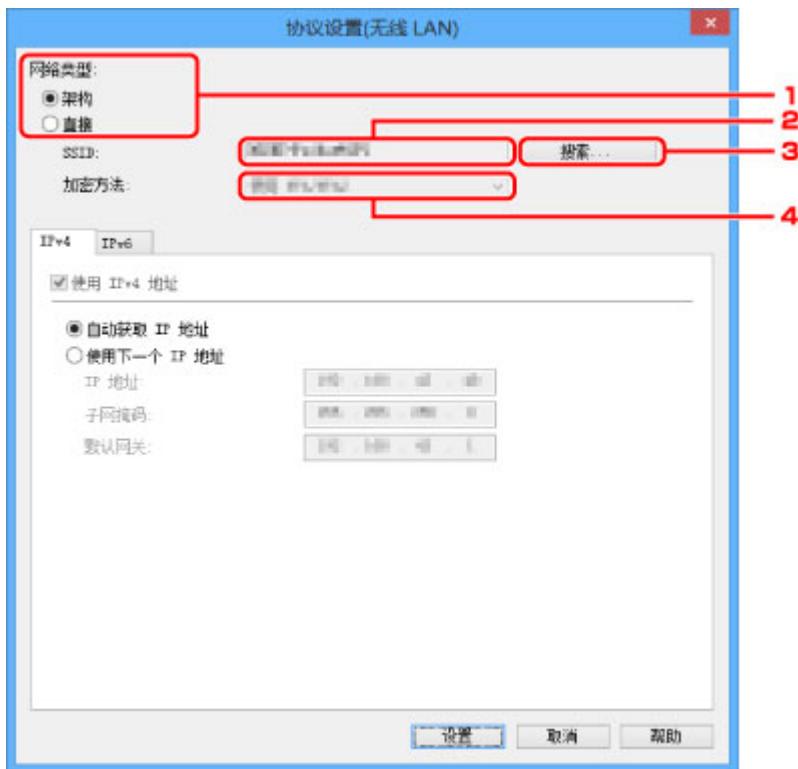 协议设置(无线 LAN)
网络类型:
架构
直接
SSID:
搜索...
加密方法:
1
2
3
4
IPv4 IPv6
使用 IPv4 地址
自动获取 IP 地址
使用下一个 IP 地址
IP 地址:
子网掩码:
默认网关:
设置 取消 帮助